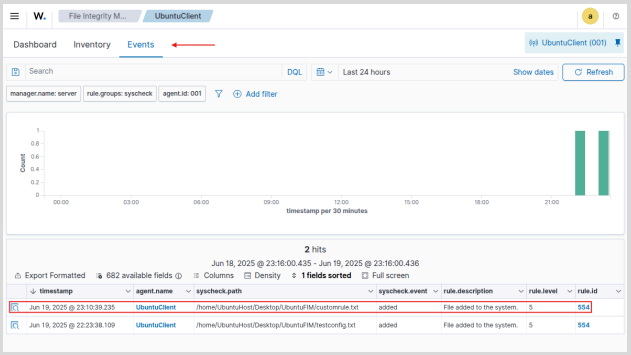 W. File Integrity M... UbuntuClient a
Dashboard Inventory Events UbuntuClient (001)
Search DQL Last 24 hours Show dates Refresh
manager.name: server rule.groups: syscheck agent.id: 001 Add filter
Count
1
0.8
0.6
0.4
0.2
0
00:00 03:00 06:00 09:00 12:00 15:00 18:00 21:00
timestamp per 30 minutes
2 hits
Jun 18, 2025 @ 23:16:00.435 - Jun 19, 2025 @ 23:16:00.436
Export Formatted 682 available fields Columns Density 1 fields sorted Full screen
timestamp agent.name syscheck.path syscheck.event rule.description rule.level rule.id
Jun 19, 2025 @ 23:10:39.235 UbuntuClient /home/UbuntuHost/Desktop/UbuntuFIM/customrule.txt added File added to the system. 5 554
Jun 19, 2025 @ 22:23:38.109 UbuntuClient /home/UbuntuHost/Desktop/UbuntuFIM/testconfig.txt added File added to the system. 5 554